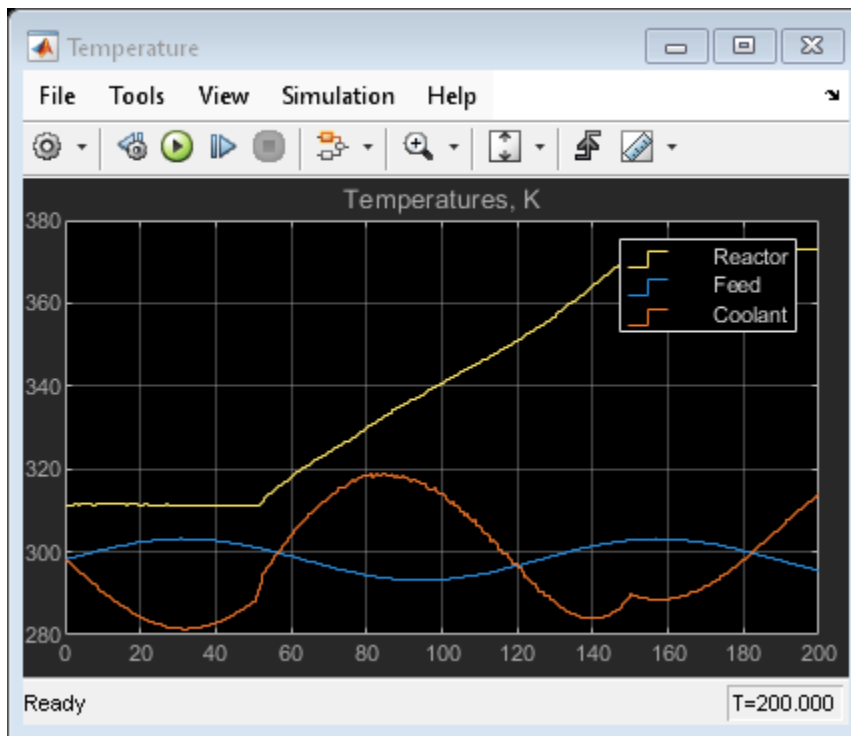 Temperature
File Tools View Simulation Help
Temperatures, K
380
360
340
320
300
280
Reactor
Feed
Coolant
0 20 40 60 80 100 120 140 160 180 200
Ready T=200.000